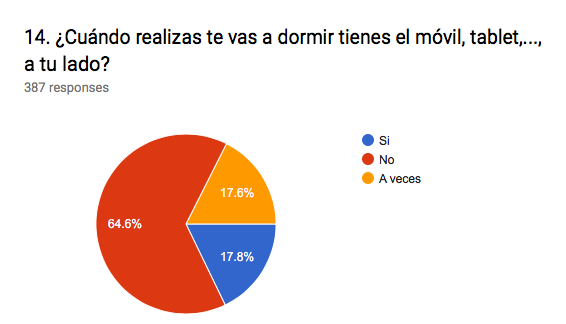 14. ¿Cuándo realizas te vas a dormir tienes el móvil, tablet,...,
a tu lado?
387 responses
Si
No
A veces
17.6%
64.6%
17.8%